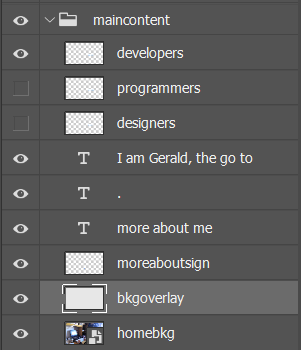 maincontent
developers
programmers
designers
T I am Gerald, the go to
T .
T more about me
moreaboutsign
bkgoverlay
homebkg